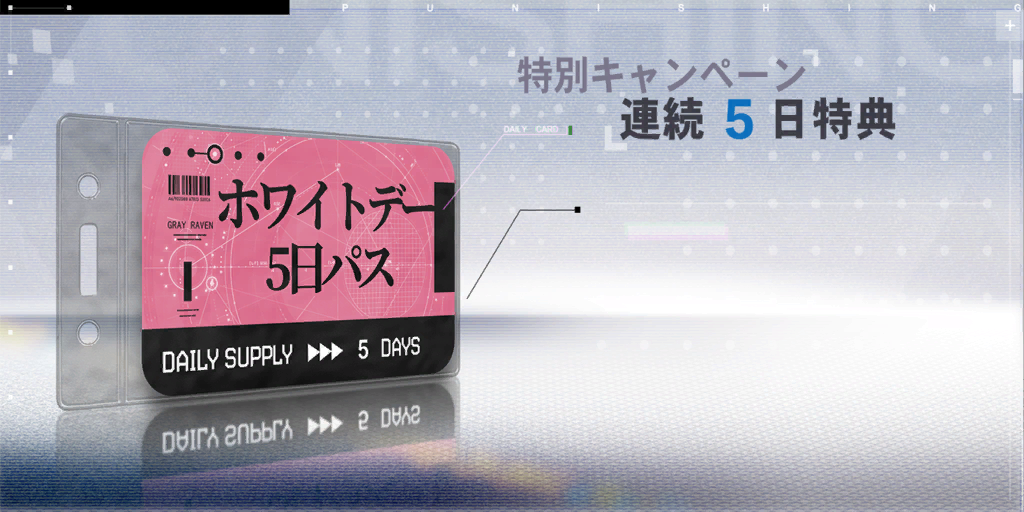 PUNISHING
特別キャンペーン
連続 5 日特典
DAILY CARD
GRAY RAVEN
ホワイトデー
5日パス
DAILY SUPPLY 5 DAYS